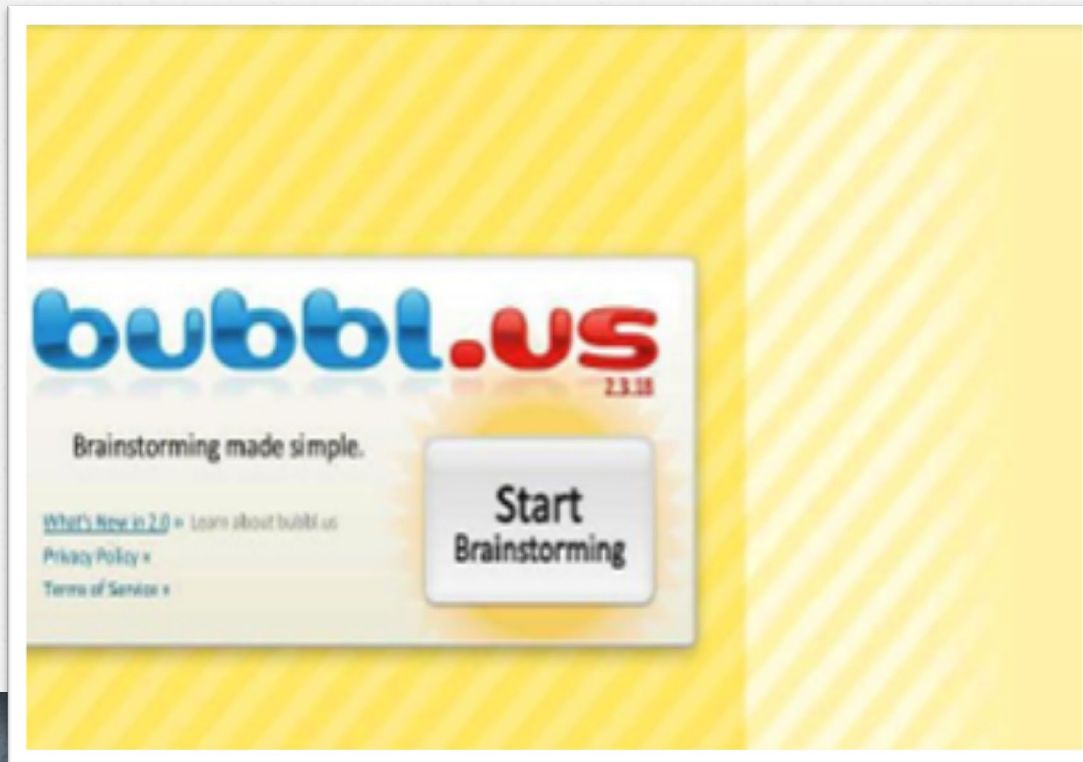 bubbl.us
2.3.18
Brainstorming made simple.
What's New in 2.0 » Learn about bubbl.us
Privacy Policy »
Terms of Service »
Start
Brainstorming